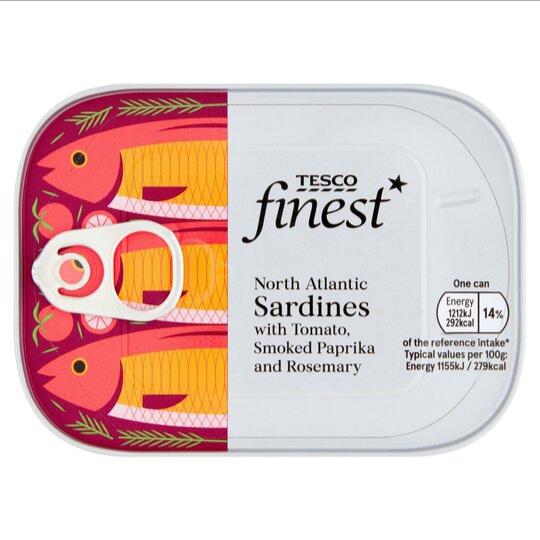 TESCO
finest*
North Atlantic
Sardines
with Tomato,
Smoked Paprika
and Rosemary
One can
Energy
1212kJ
292kcal
14%
of the reference intake*
Typical values per 100g:
Energy 1155kJ / 279kcal